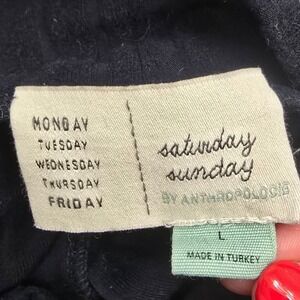 MONDAY
TUESDAY
WEDNESDAY
THURSDAY
FRIDAY
saturday
sunday
BY ANTHROPOLOGIE
L
MADE IN TURKEY